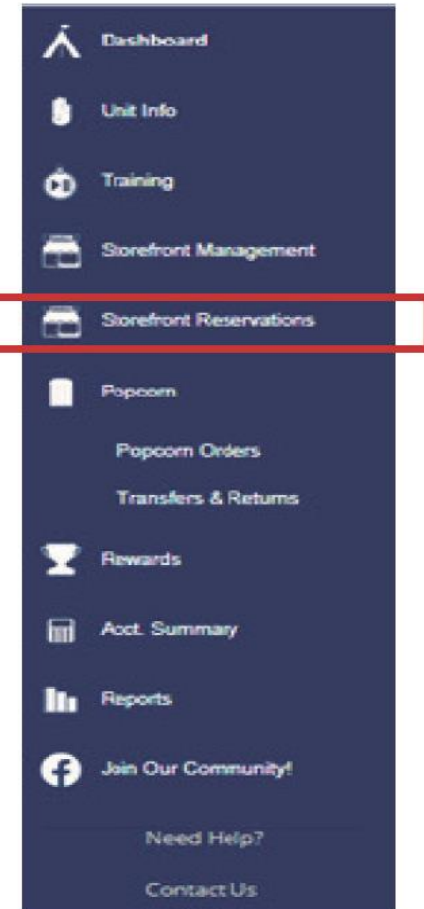 Dashboard
Unit Info
Training
Storefront Management
Storefront Reservations
Popcorn
Popcorn Orders
Transfers & Returns
Rewards
Acct. Summary
Reports
Join Our Community!
Need Help?
Contact Us